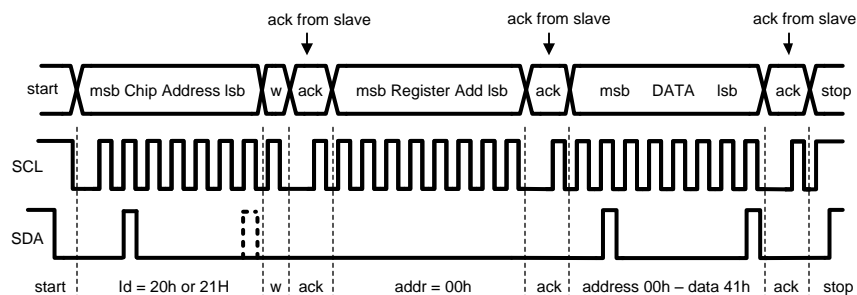 ack from slave ack from slave ack from slave
start msb Chip Address lsb w ack msb Register Add lsb ack msb DATA lsb ack stop
SCL
SDA
start Id = 20h or 21H w ack addr = 00h ack address 00h – data 41h ack stop